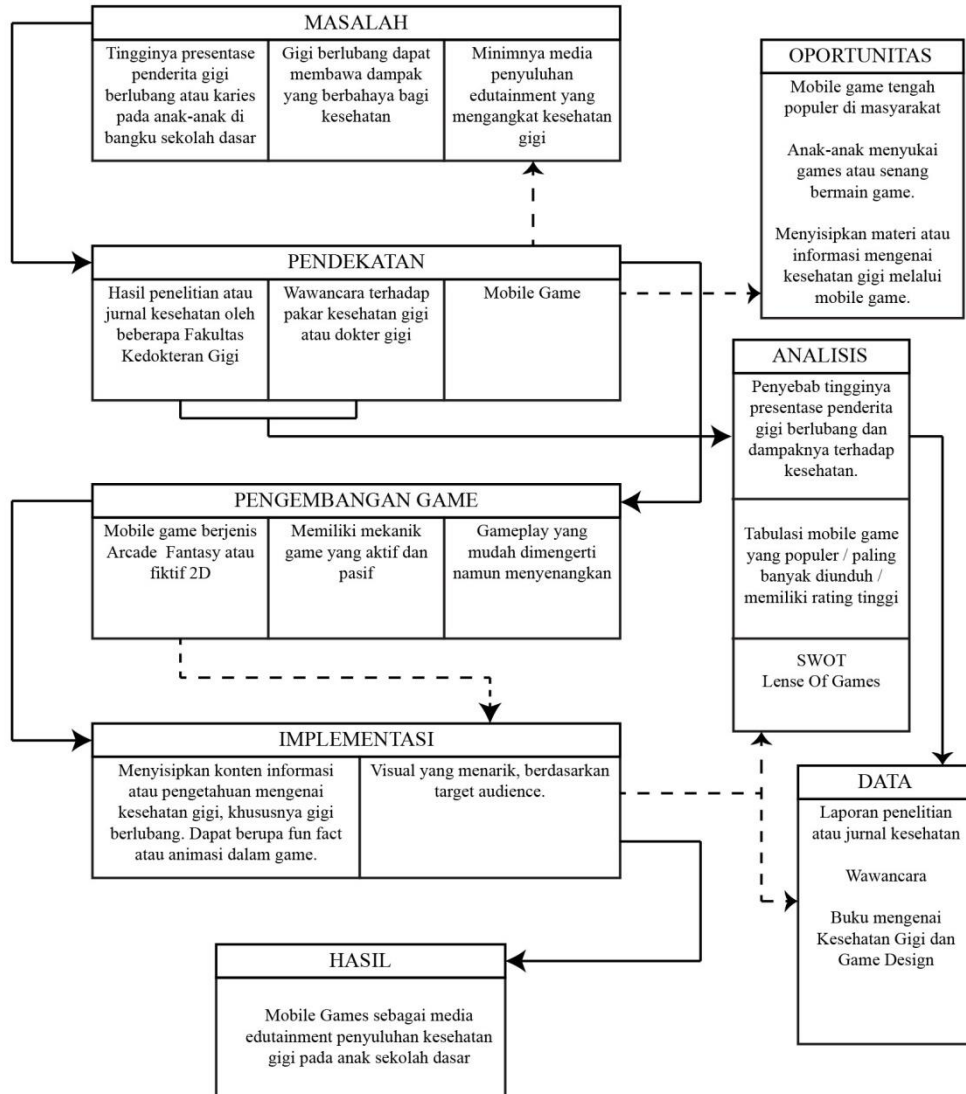 MASALAH
Tingginya presentase
penderita gigi
berlubang atau karies
pada anak-anak di
bangku sekolah dasar
Gigi berlubang dapat
membawa dampak
yang berbahaya bagi
kesehatan
Minimnya media
penyuluhan
edutainment yang
mengangkat kesehatan
gigi
OPORTUNITAS
Mobile game tengah
populer di masyarakat
Anak-anak menyukai
games atau senang
bermain game.
Menyisipkan materi atau
informasi mengenai
kesehatan gigi melalui
mobile game.
PENDEKATAN
Hasil penelitian atau
jurnal kesehatan oleh
beberapa Fakultas
Kedokteran Gigi
Wawancara terhadap
pakar kesehatan gigi
atau dokter gigi
Mobile Game
ANALISIS
Penyebab tingginya
presentase penderita
gigi berlubang dan
dampaknya terhadap
kesehatan.
Tabulasi mobile game
yang populer / paling
banyak diunduh /
memiliki rating tinggi
SWOT
Lense Of Games
PENGEMBANGAN GAME
Mobile game berjenis
Arcade Fantasy atau
fiktif 2D
Memiliki mekanik
game yang aktif dan
pasif
Gameplay yang
mudah dimengerti
namun menyenangkan
IMPLEMENTASI
Menyisipkan konten informasi
atau pengetahuan mengenai
kesehatan gigi, khususnya gigi
berlubang. Dapat berupa fun fact
atau animasi dalam game.
Visual yang menarik, berdasarkan
target audience.
DATA
Laporan penelitian
atau jurnal kesehatan
Wawancara
Buku mengenai
Kesehatan Gigi dan
Game Design
HASIL
Mobile Games sebagai media
edutainment penyuluhan kesehatan
gigi pada anak sekolah dasar